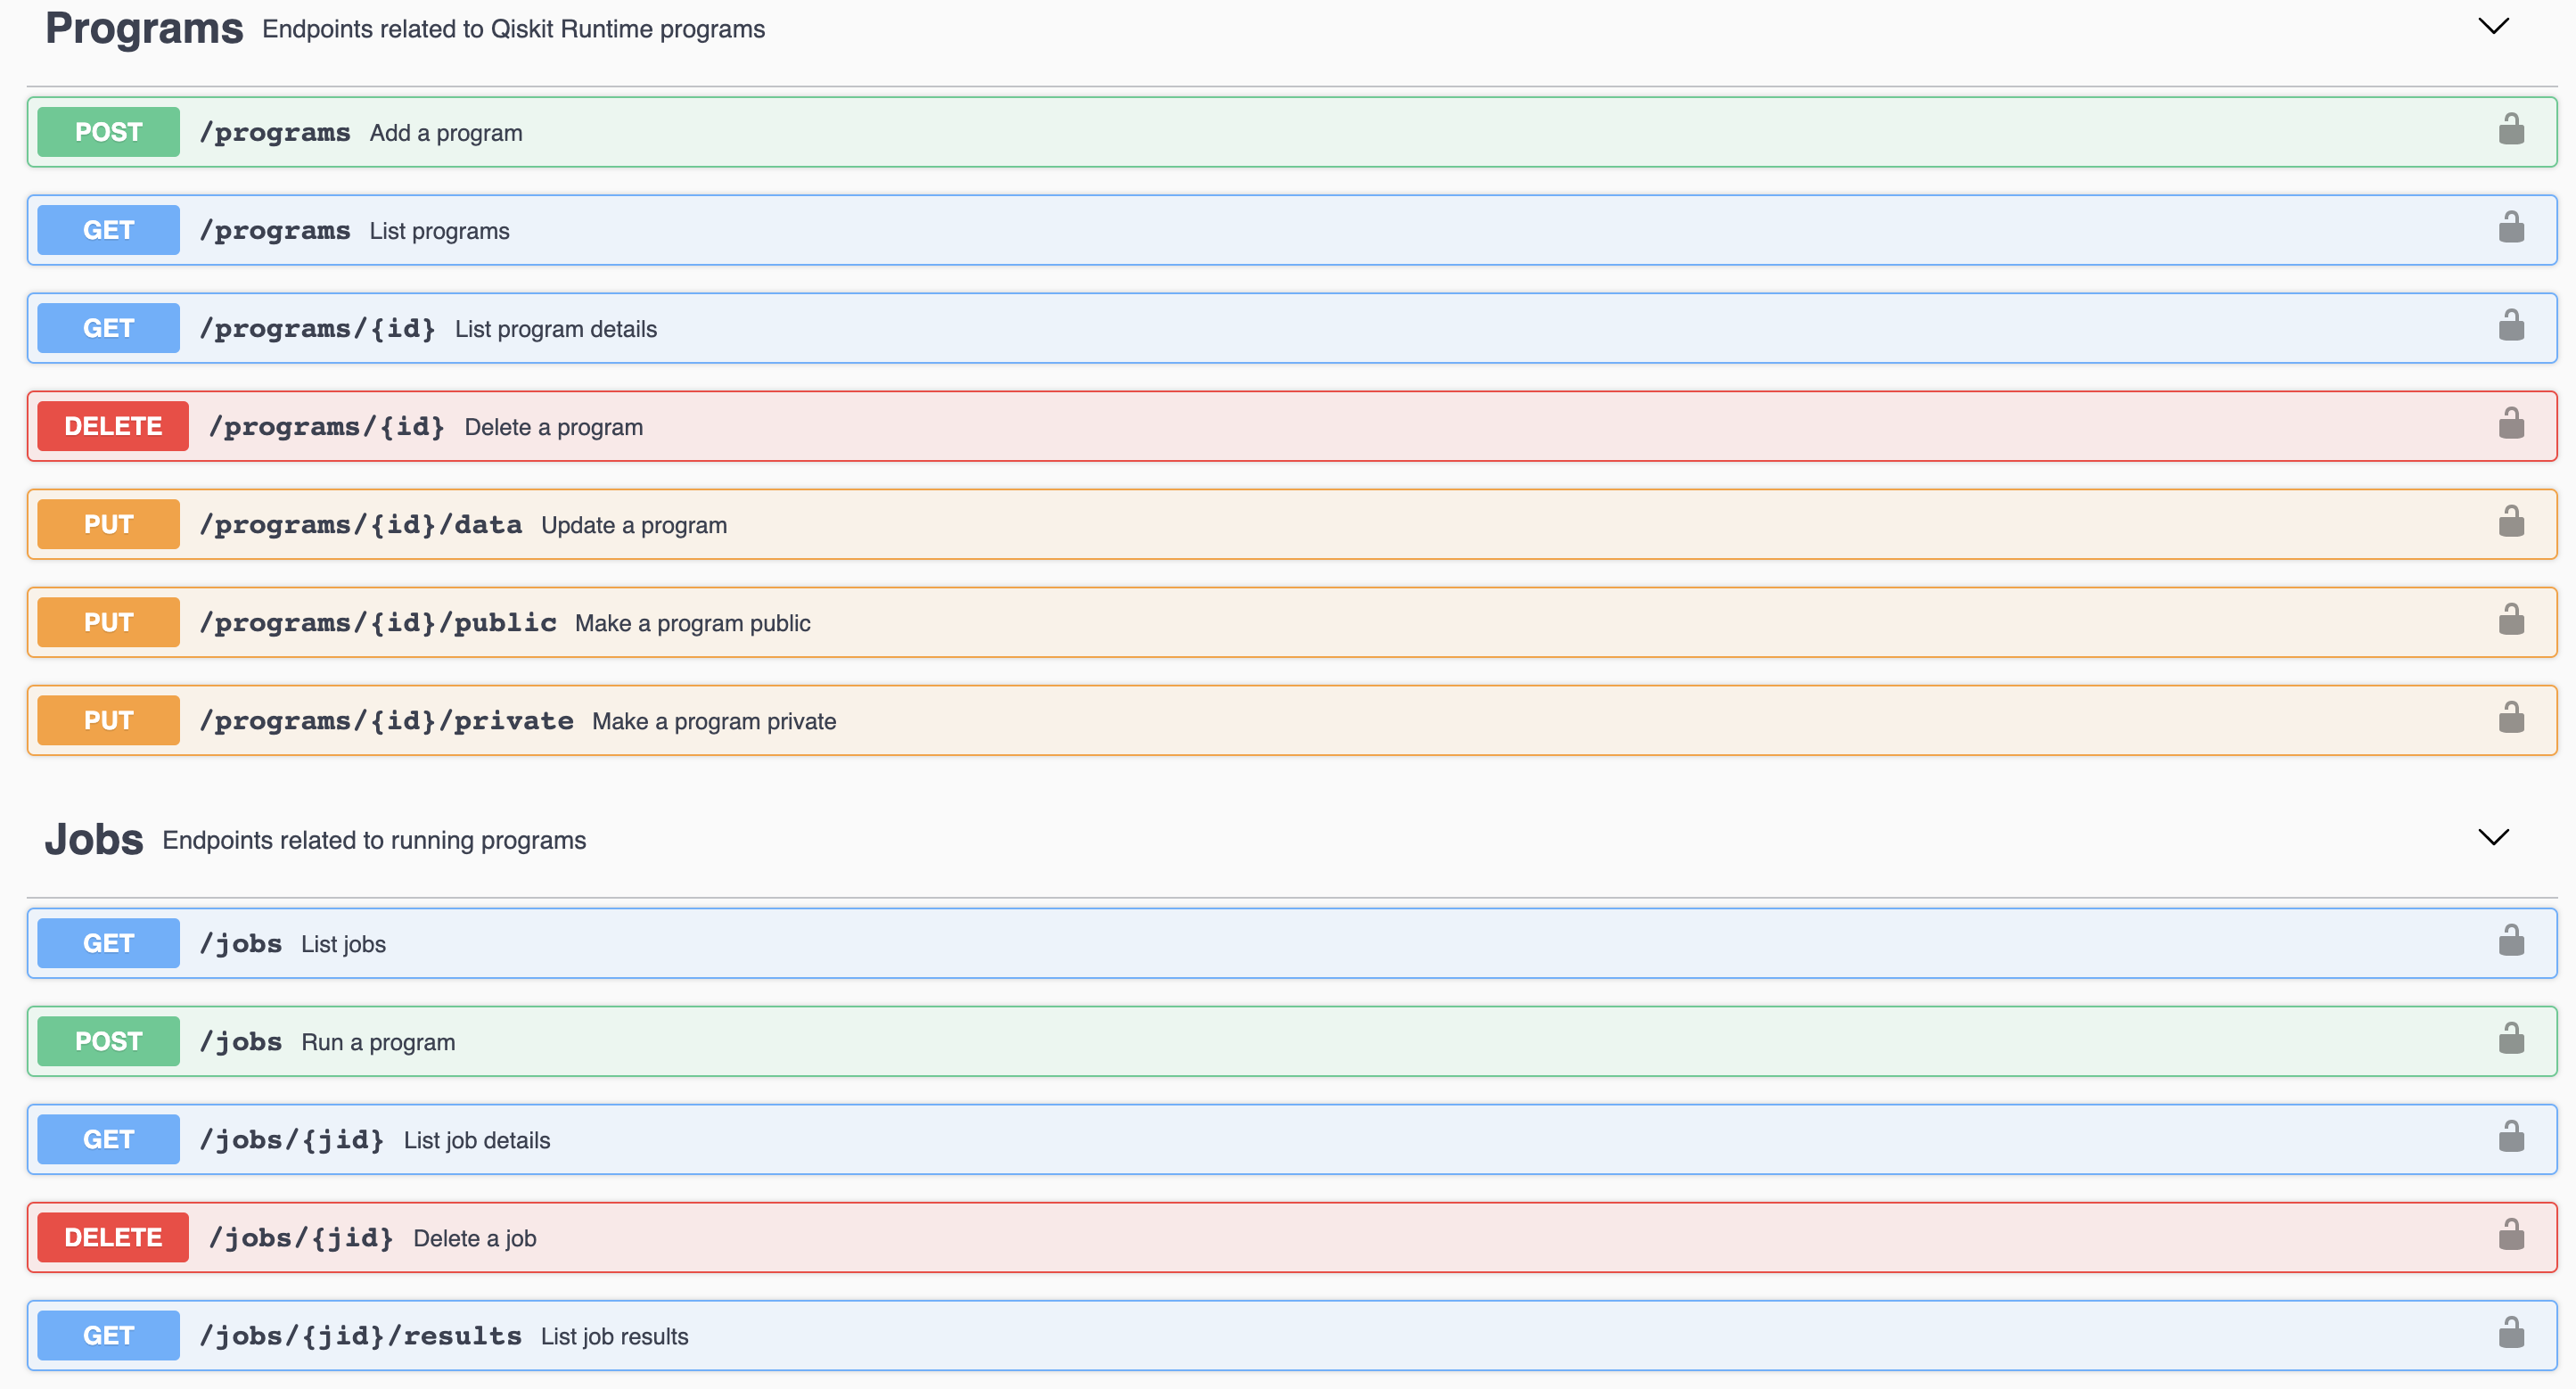 Programs Endpoints related to Qiskit Runtime programs
POST /programs Add a program
GET /programs List programs
GET /programs/{id} List program details
DELETE /programs/{id} Delete a program
PUT /programs/{id}/data Update a program
PUT /programs/{id}/public Make a program public
PUT /programs/{id}/private Make a program private
Jobs Endpoints related to running programs
GET /jobs List jobs
POST /jobs Run a program
GET /jobs/{jid} List job details
DELETE /jobs/{jid} Delete a job
GET /jobs/{jid}/results List job results